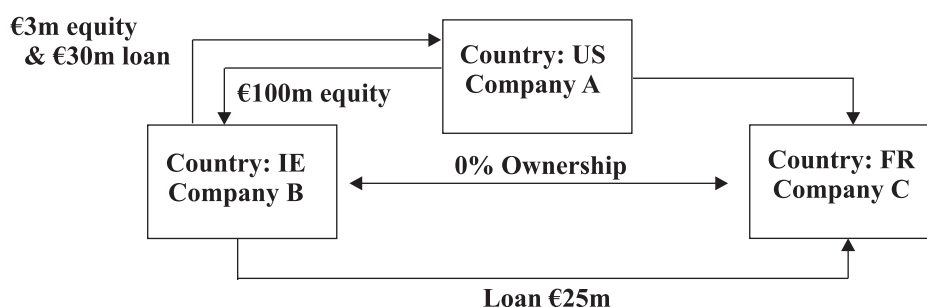 €3m equity
& €30m loan
Country: US
Company A
€100m equity
Country: IE
Company B
0% Ownership
Country: FR
Company C
Loan €25m